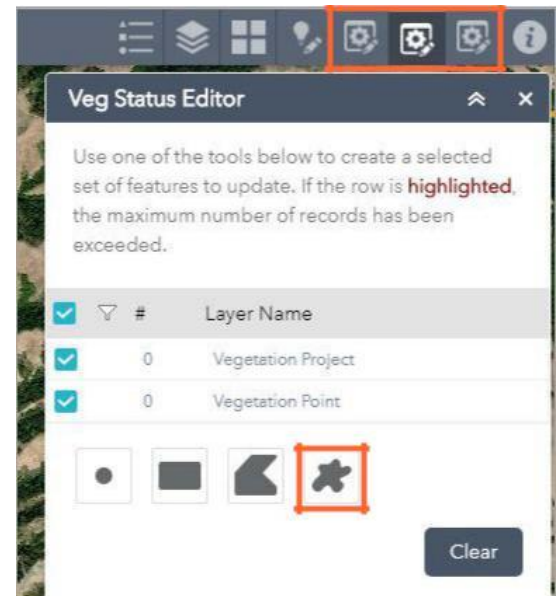 Veg Status Editor
Use one of the tools below to create a selected
set of features to update. If the row is highlighted,
the maximum number of records has been
exceeded.
# Layer Name
0 Vegetation Project
0 Vegetation Point
Clear